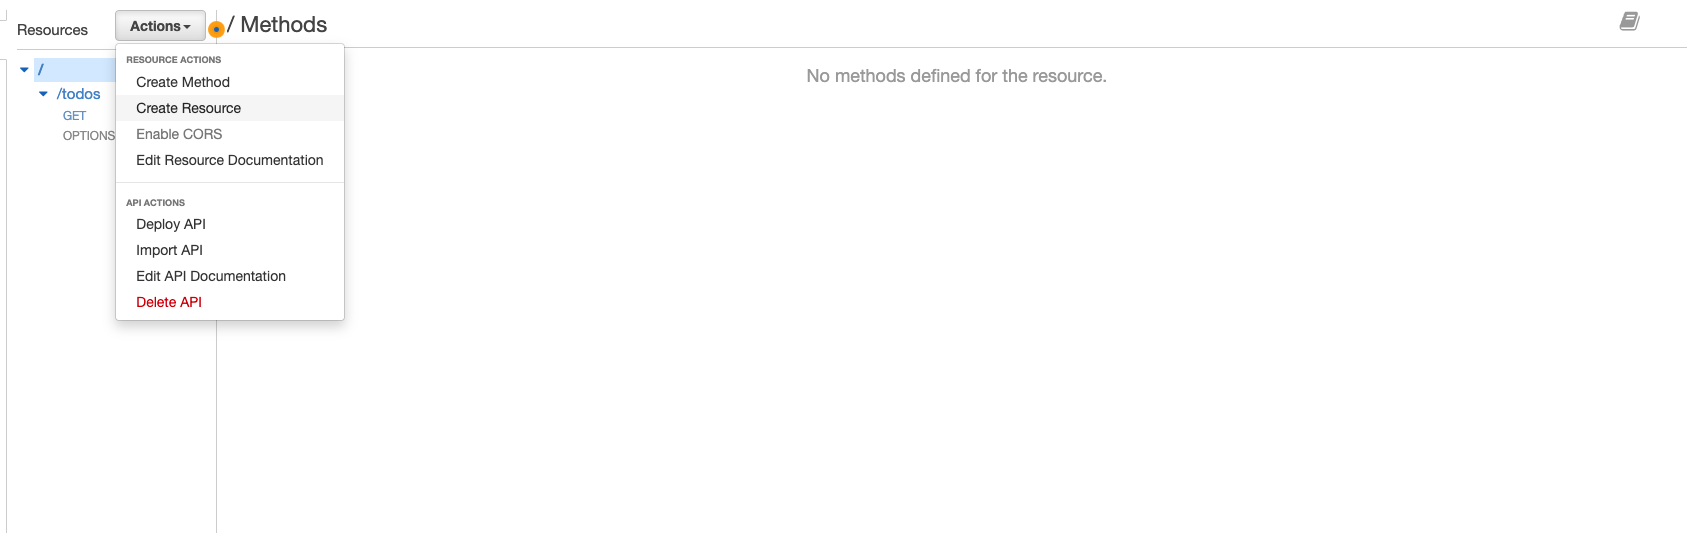 Resources
Actions
/ Methods
RESOURCE ACTIONS
Create Method
Create Resource
Enable CORS
Edit Resource Documentation
API ACTIONS
Deploy API
Import API
Edit API Documentation
Delete API
/
/todos
GET
OPTIONS
No methods defined for the resource.